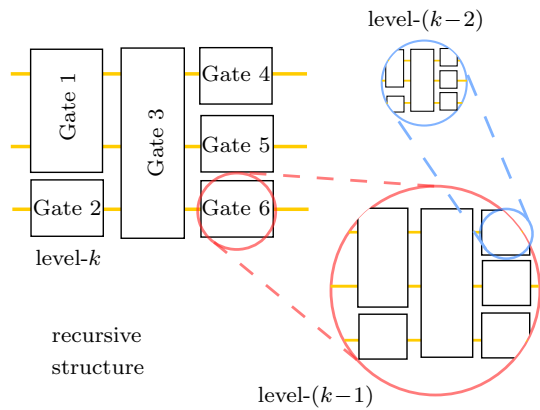 level-(k−2)
Gate 1
Gate 3
Gate 4
Gate 5
Gate 2
Gate 6
level-k
recursive
structure
level-(k−1)